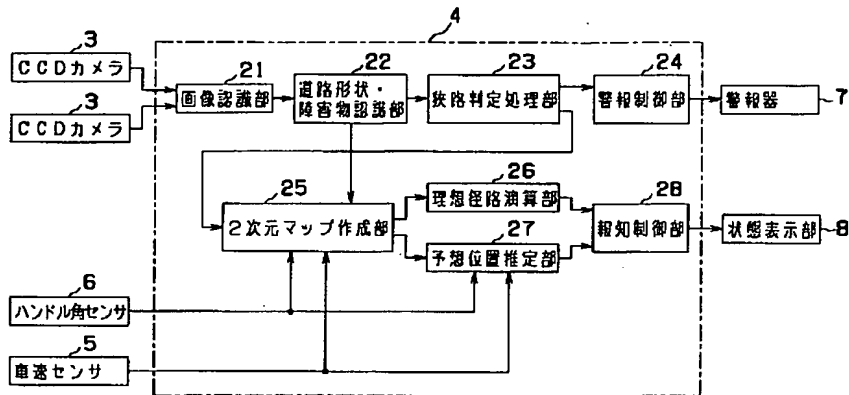 4
3
CCDカメラ
21
画像認識部
22
道路形状・
障害物認識部
23
狭路判定処理部
24
警報制御部
警報器
7
3
CCDカメラ
25
2次元マップ作成部
26
理想径路演算部
27
予想位置推定部
28
報知制御部
状態表示部
8
6
ハンドル角センサ
5
車速センサ